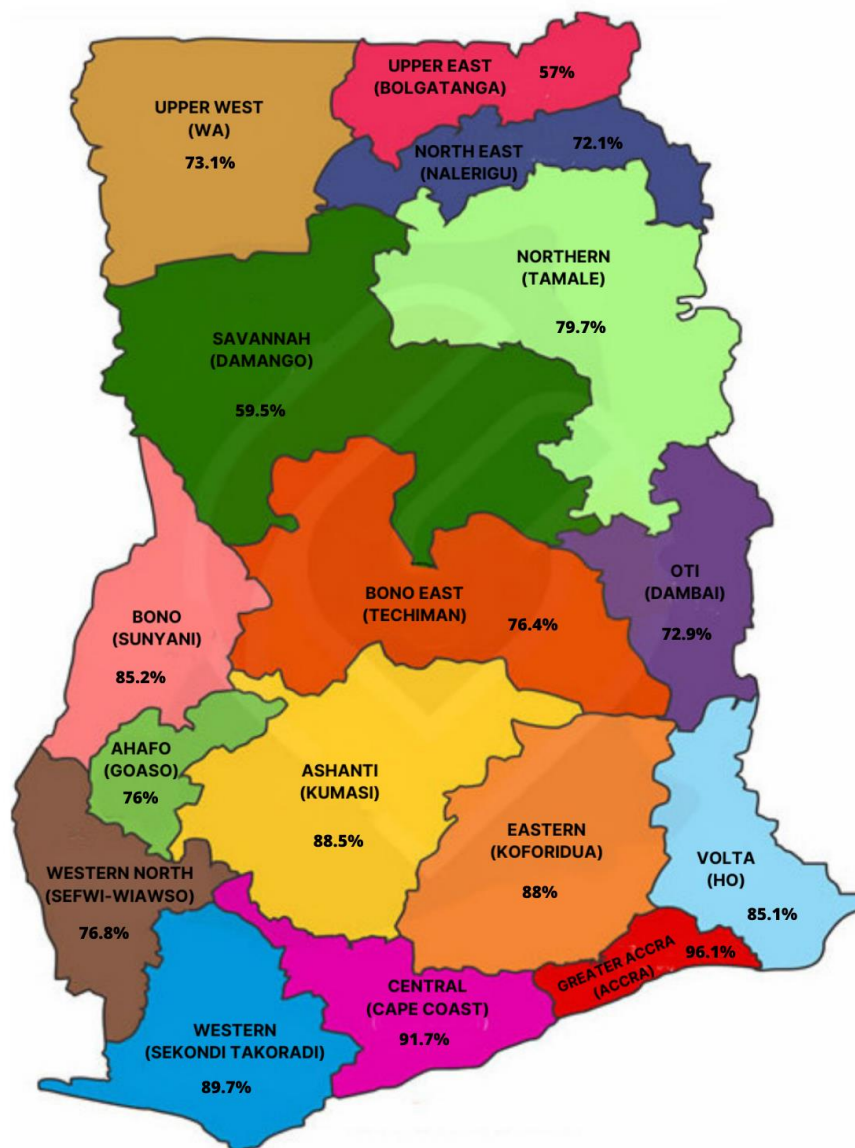 UPPER EAST
(BOLGATANGA)
57%
UPPER WEST
(WA)
73.1%
NORTH EAST
(NALERIGU)
72.1%
NORTHERN
(TAMALE)
79.7%
SAVANNAH
(DAMANGO)
59.5%
BONO EAST
(TECHIMAN)
76.4%
OTI
(DAMBAI)
72.9%
BONO
(SUNYANI)
85.2%
AHAFO
(GOASO)
76%
ASHANTI
(KUMASI)
88.5%
EASTERN
(KOFORIDUA)
88%
VOLTA
(HO)
85.1%
WESTERN NORTH
(SEFWI-WIAWSO)
76.8%
GREATER ACCRA
(ACCRA)
96.1%
CENTRAL
(CAPE COAST)
91.7%
WESTERN
(SEKONDI TAKORADI)
89.7%